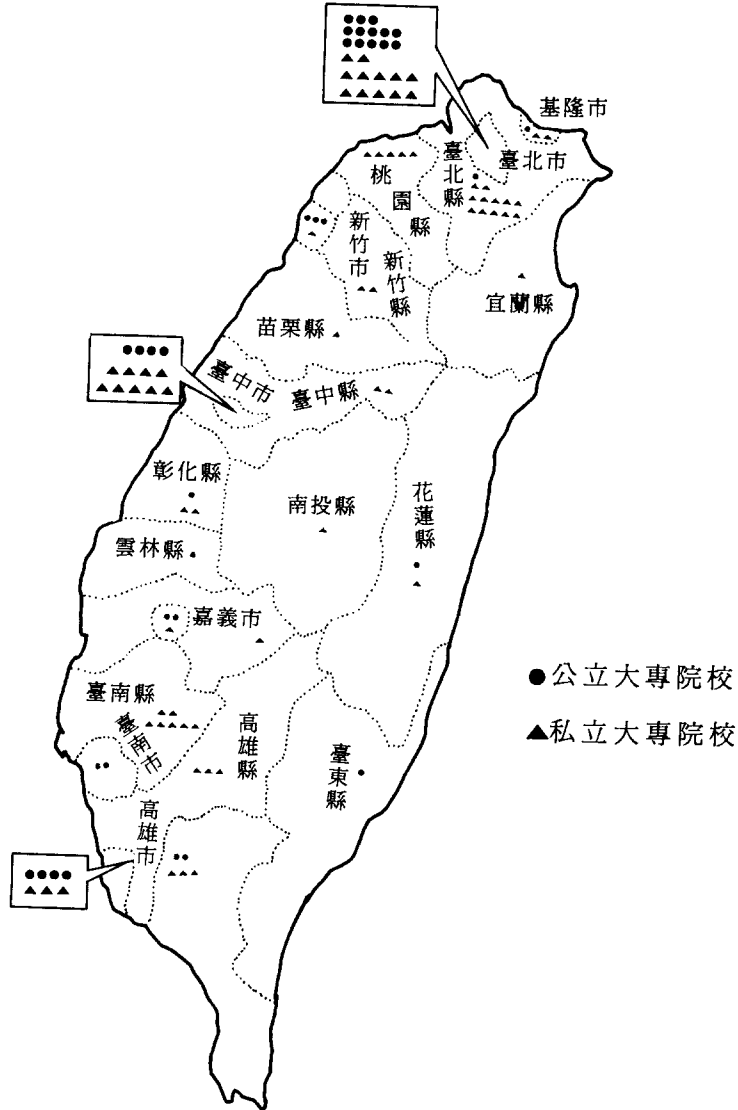 基隆市
臺北市
臺北縣
桃園縣
新竹市
新竹縣
宜蘭縣
苗栗縣
臺中市
臺中縣
彰化縣
南投縣
花蓮縣
雲林縣
嘉義市
臺南縣
臺南市
高雄縣
臺東縣
高雄市
●公立大專院校
▲私立大專院校